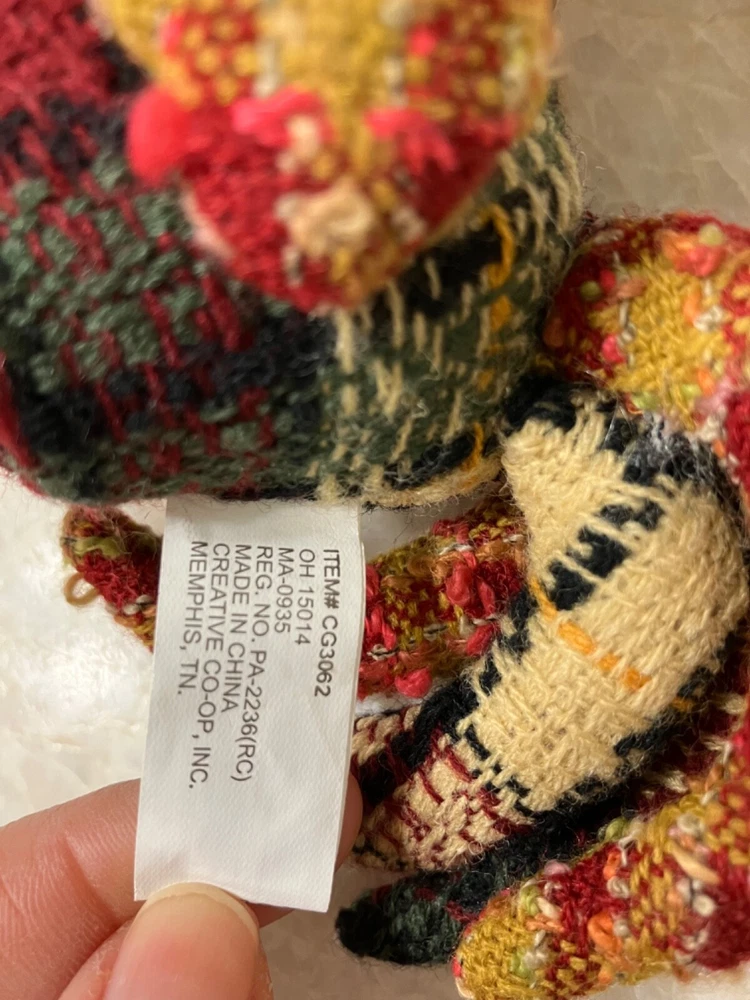 ITEM# CG3062
OH 15014
MA-0935
REG. NO. PA-2236(RC)
MADE IN CHINA
CREATIVE CO-OP, INC.
MEMPHIS, TN.